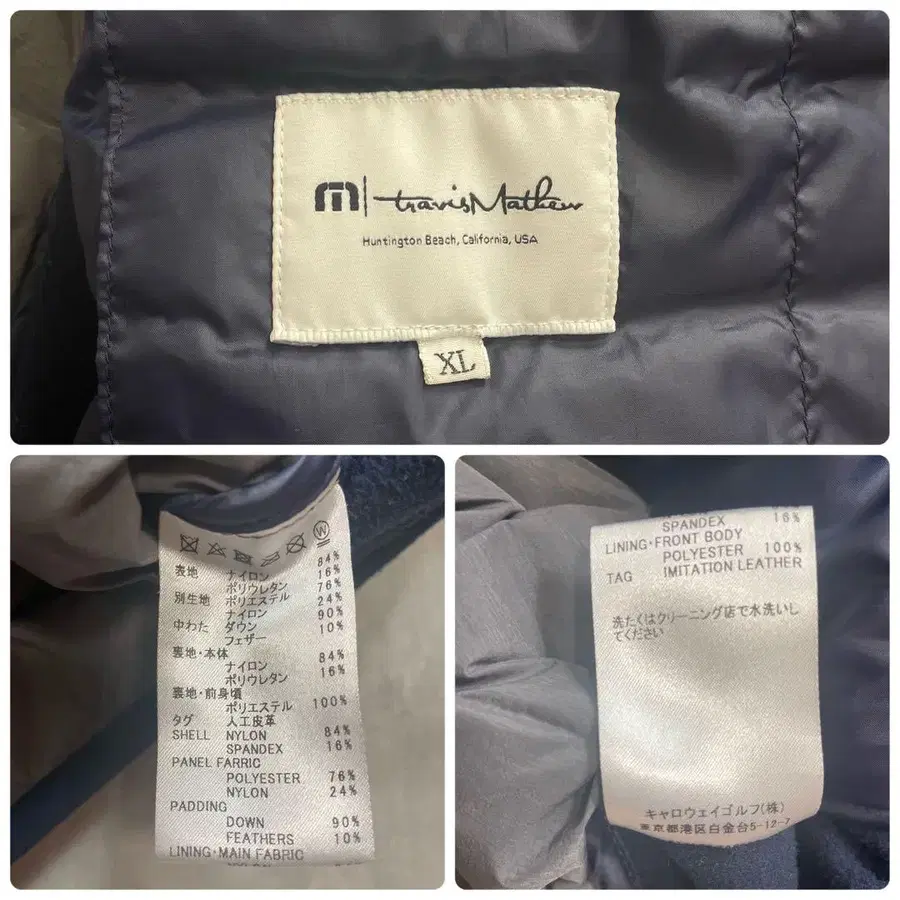 travisMathew
Huntington Beach, California, USA
XL
W
表地 ナイロン 84%
ポリウレタン 16%
別生地 ポリエステル 76%
ナイロン 24%
中わた ダウン 90%
フェザー 10%
裏地・本体
ナイロン 84%
ポリウレタン 16%
裏地・前身頃
ポリエステル 100%
タグ 人工皮革
SHELL NYLON 84%
SPANDEX 16%
PANEL FARRIC
POLYESTER 76%
NYLON 24%
PADDING
DOWN 90%
FEATHERS 10%
LINING・MAIN FABRIC
SPANDEX 16%
LINING・FRONT BODY
POLYESTER 100%
TAG IMITATION LEATHER
洗たくはクリーニング店で水洗いし
てください
キャロウェイゴルフ(株)
東京都港区白金台5-12-7